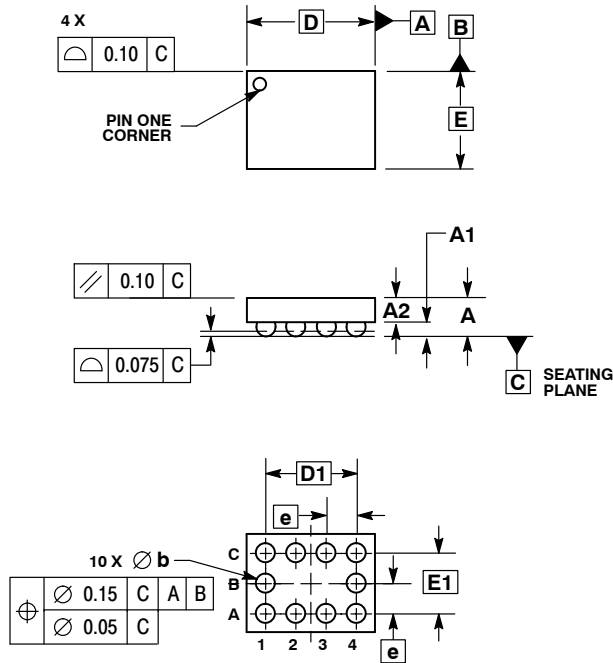 4 X
⌓ 0.10 C
D
A
B
PIN ONE
CORNER
E
A1
⫽ 0.10 C
A2
A
⌓ 0.075 C
C
SEATING
PLANE
D1
e
10 X ∅ b
C
B
A
E1
⌖ ∅ 0.15 C A B
∅ 0.05 C
1 2 3 4
e